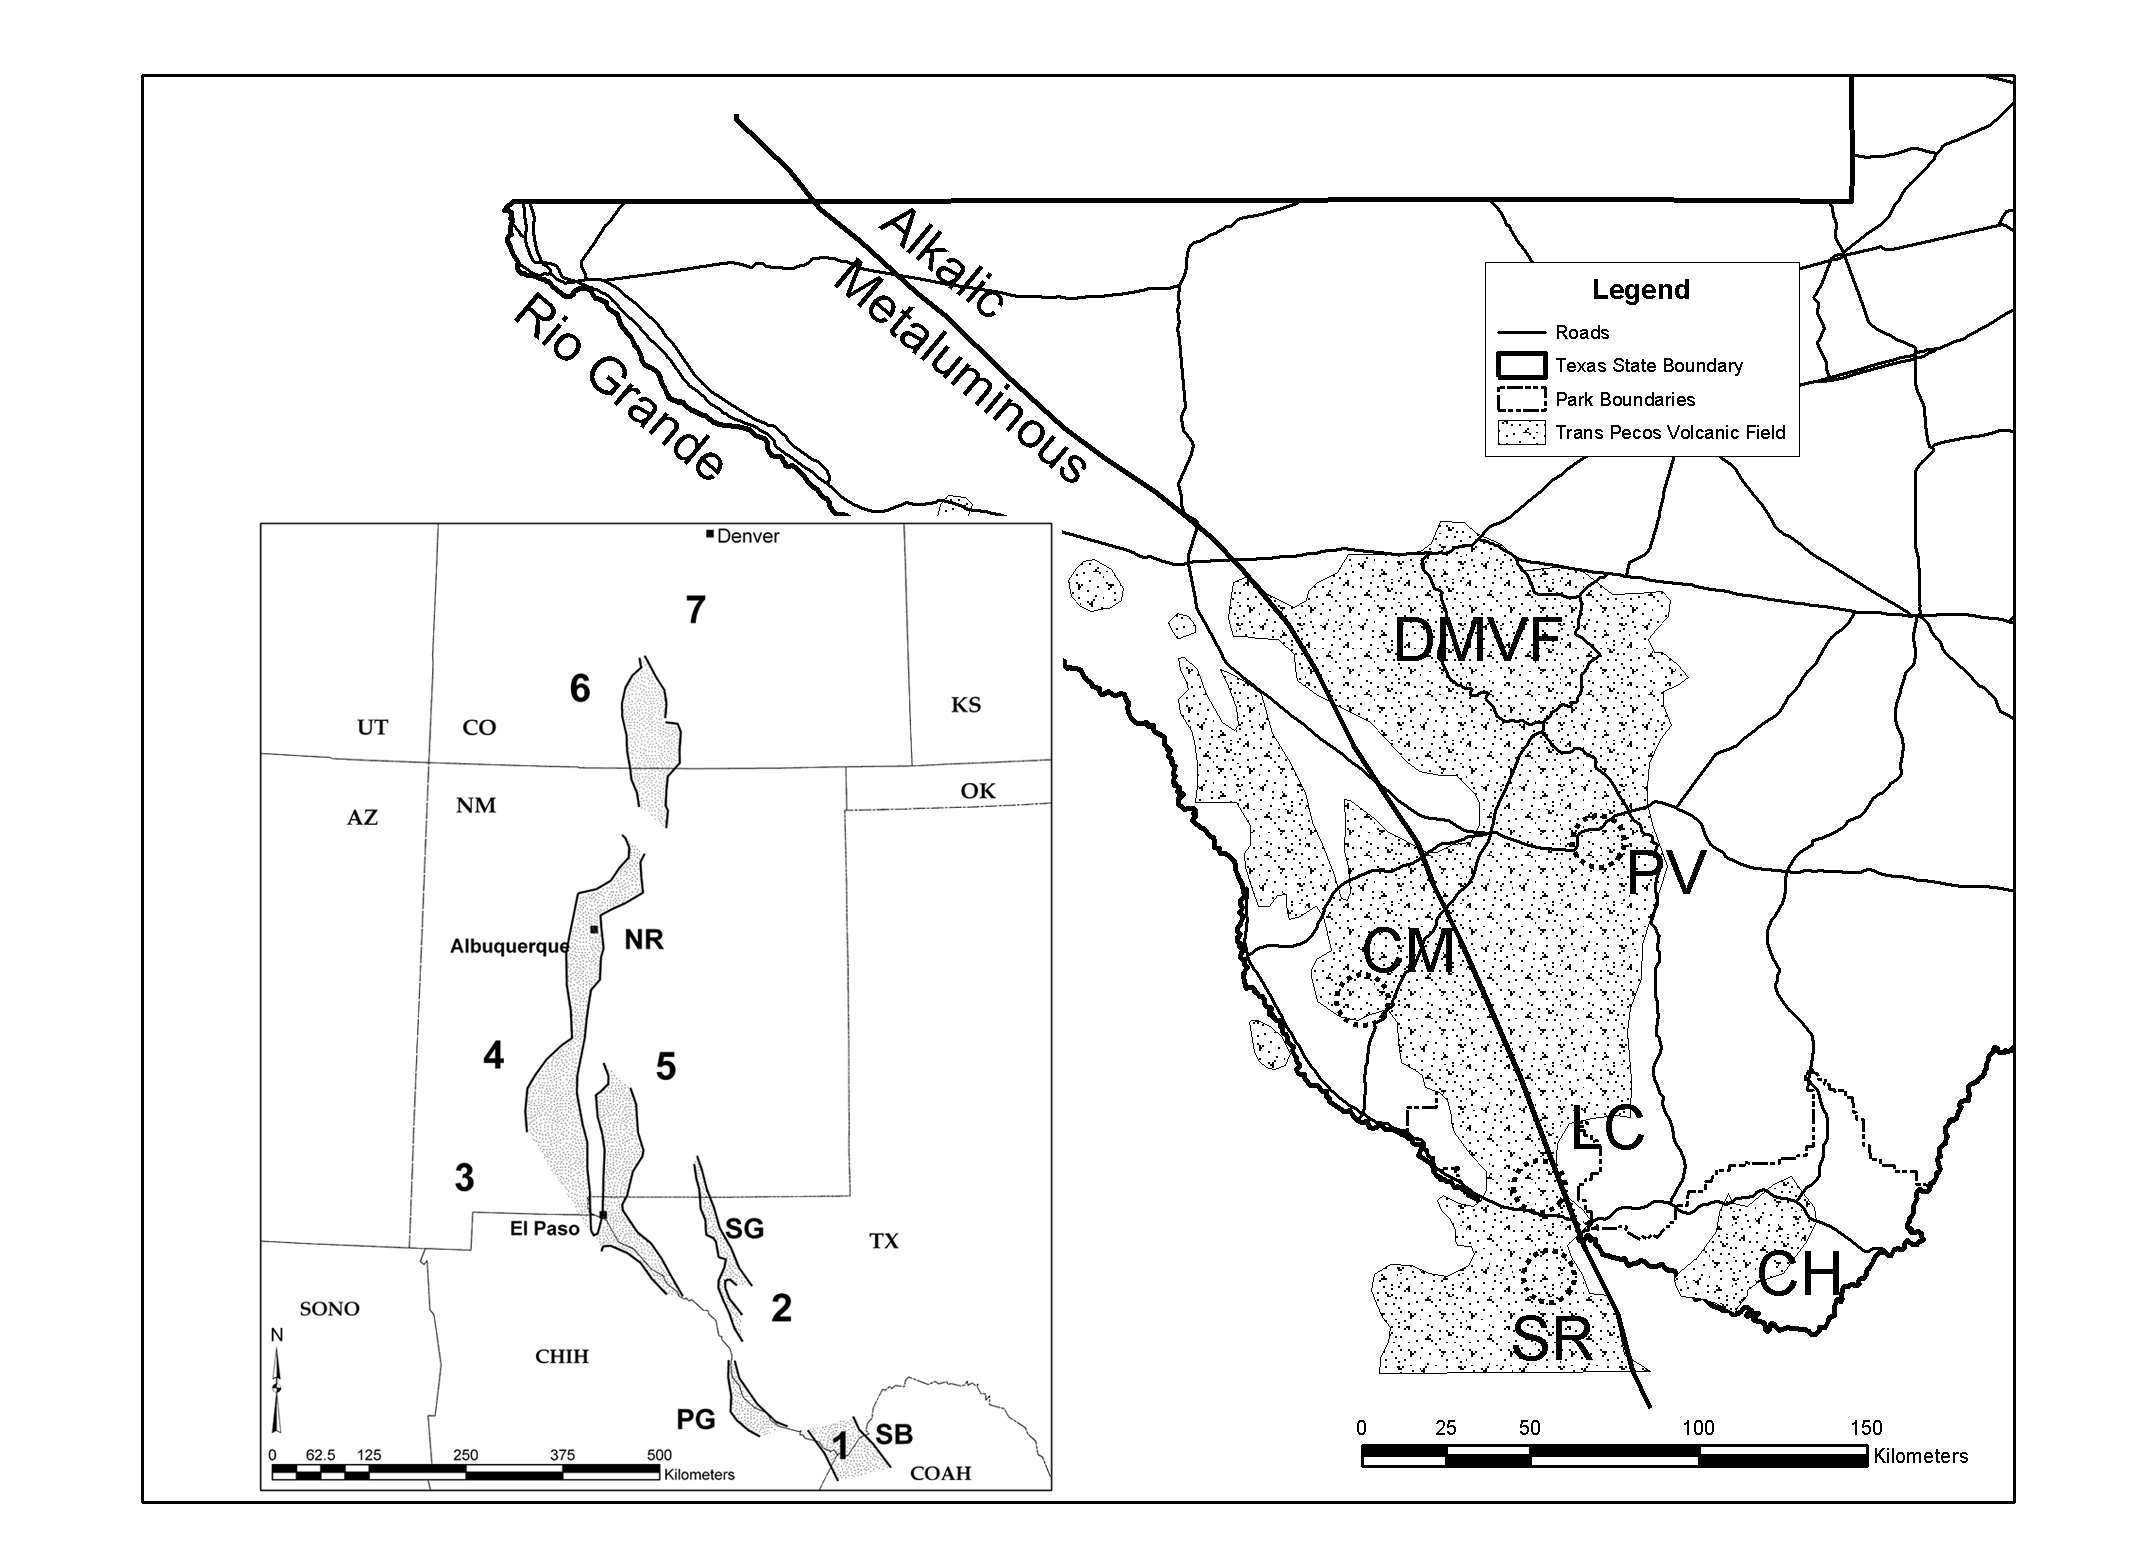 Alkalic
Metaluminous
Rio Grande
Legend
Roads
Texas State Boundary
Park Boundaries
Trans Pecos Volcanic Field
DMVF
PV
CM
LC
CH
SR
0 25 50 100 150
Kilometers
Denver
7
6
UT
CO
KS
AZ
NM
OK
Albuquerque
NR
4
5
3
El Paso
SG
TX
SONO
2
N
CHIH
PG
1
SB
COAH
0 62.5 125 250 375 500
Kilometers